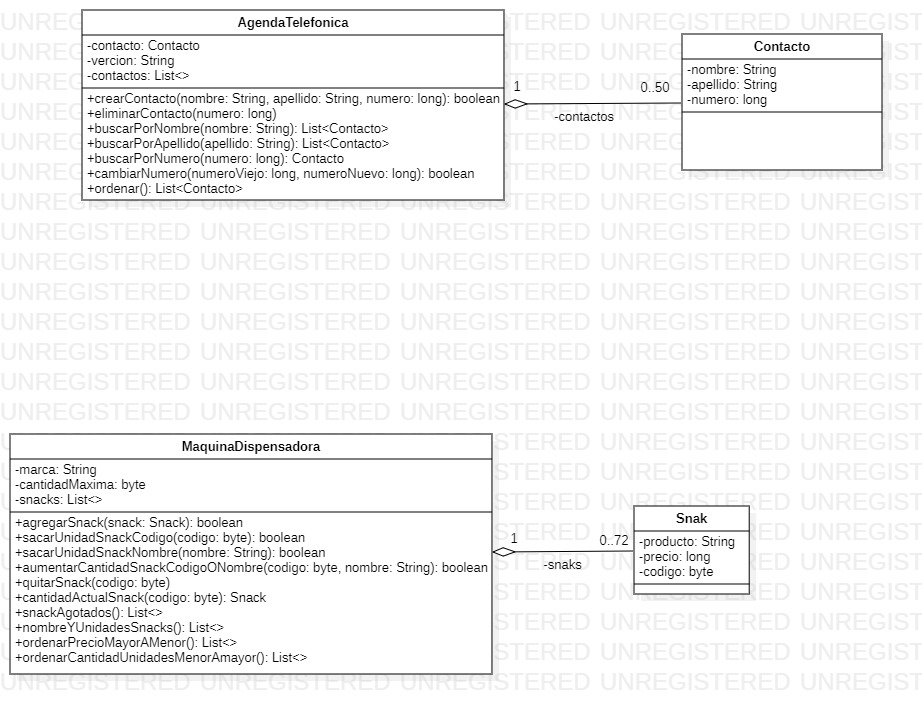 AgendaTelefonica
-contacto: Contacto
-vercion: String
-contactos: List<>
+crearContacto(nombre: String, apellido: String, numero: long): boolean
+eliminarContacto(numero: long)
+buscarPorNombre(nombre: String): List<Contacto>
+buscarPorApellido(apellido: String): List<Contacto>
+buscarPorNumero(numero: long): Contacto
+cambiarNumero(numeroViejo: long, numeroNuevo: long): boolean
+ordenar(): List<Contacto>
1
0..50
-contactos
Contacto
-nombre: String
-apellido: String
-numero: long
MaquinaDispensadora
-marca: String
-cantidadMaxima: byte
-snacks: List<>
+agregarSnack(snack: Snack): boolean
+sacarUnidadSnackCodigo(codigo: byte): boolean
+sacarUnidadSnackNombre(nombre: String): boolean
+aumentarCantidadSnackCodigoONombre(codigo: byte, nombre: String): boolean
+quitarSnack(codigo: byte)
+cantidadActualSnack(codigo: byte): Snack
+snackAgotados(): List<>
+nombreYUnidadesSnacks(): List<>
+ordenarPrecioMayorAMenor(): List<>
+ordenarCantidadUnidadesMenorAmayor(): List<>
1
0..72
-snaks
Snak
-producto: String
-precio: long
-codigo: byte
UNREGISTERED UNREGISTERED UNREGISTERED UNREGISTERED UNREGIST